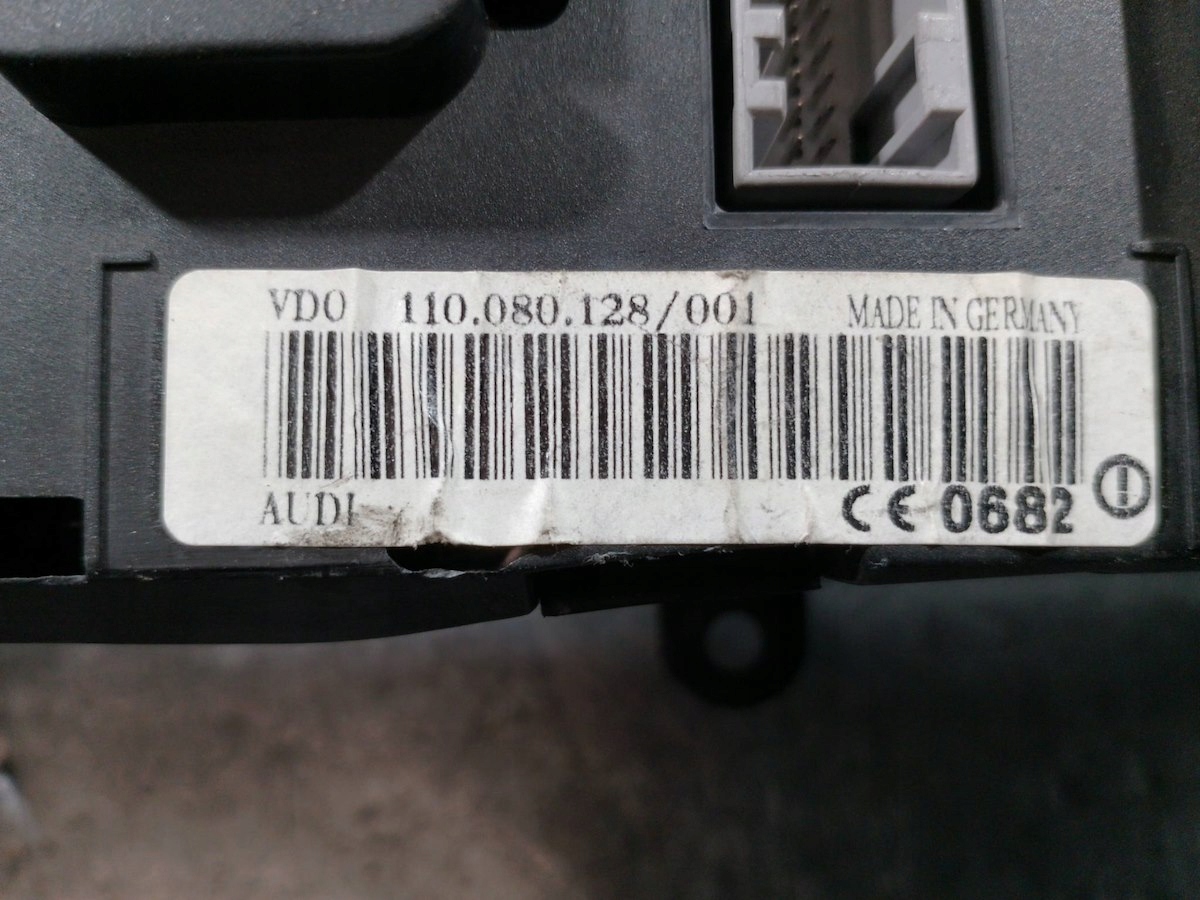 VDO 110.080.128/001 MADE IN GERMANY
AUDI CE 0682